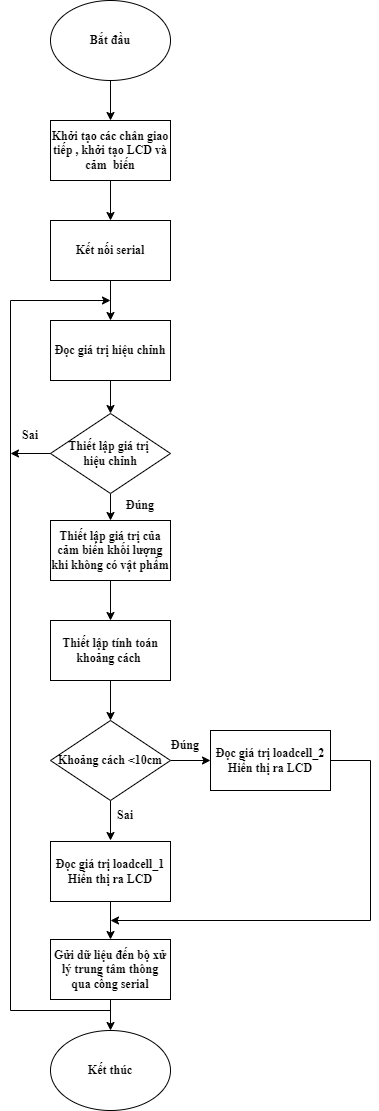 Bắt đầu
Khởi tạo các chân giao
tiếp , khởi tạo LCD và
cảm biến
Kết nối serial
Đọc giá trị hiệu chỉnh
Sai
Thiết lập giá trị
hiệu chỉnh
Đúng
Thiết lập giá trị của
cảm biến khối lượng
khi không có vật phẩm
Thiết lập tính toán
khoảng cách
Khoảng cách <10cm
Đúng
Đọc giá trị loadcell_2
Hiển thị ra LCD
Sai
Đọc giá trị loadcell_1
Hiển thị ra LCD
Gửi dữ liệu đến bộ xử
lý trung tâm thông
qua cổng serial
Kết thúc